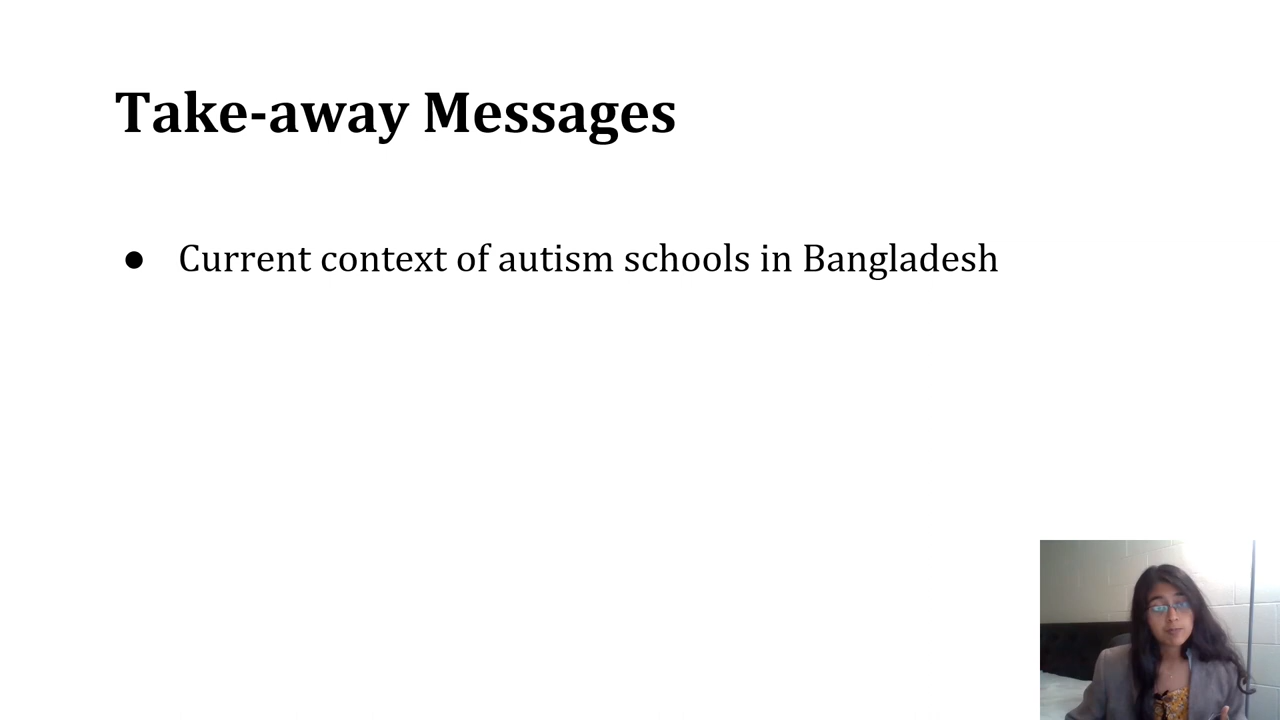 Take-away Messages
● Current context of autism schools in Bangladesh